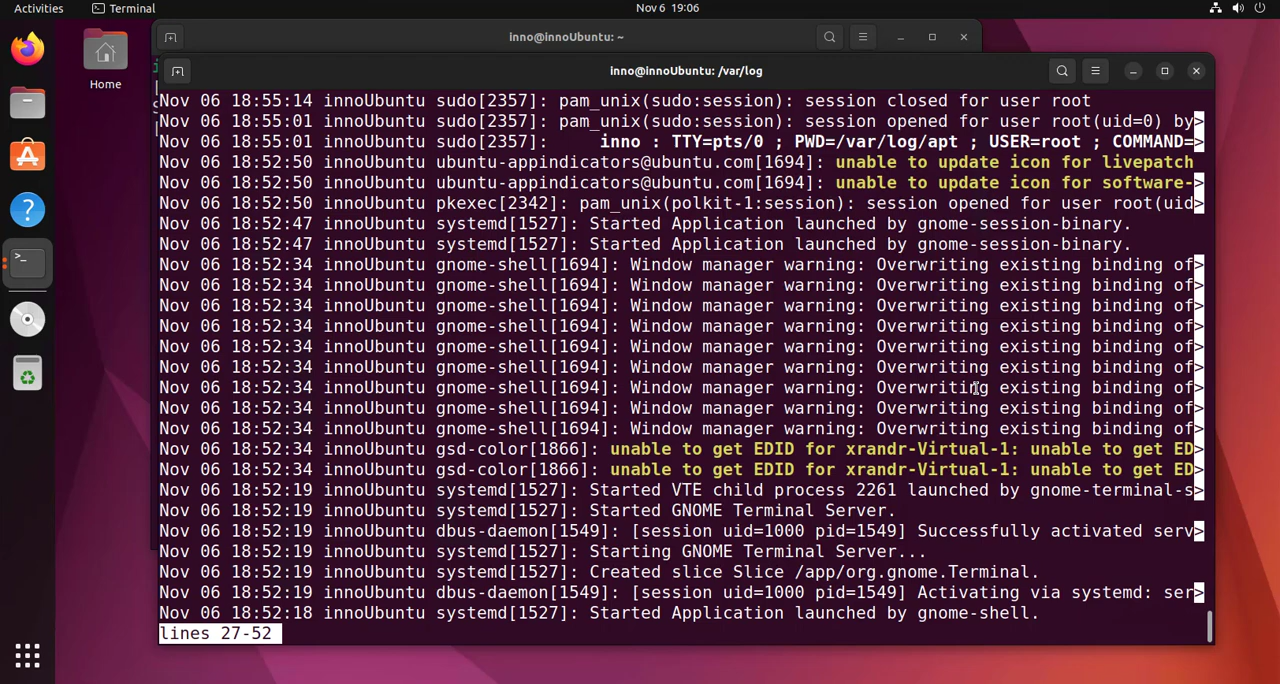 Activities Terminal Nov 6 19:06
inno@innoUbuntu: ~
Home
inno@innoUbuntu: /var/log
Nov 06 18:55:14 innoUbuntu sudo[2357]: pam_unix(sudo:session): session closed for user root
Nov 06 18:55:01 innoUbuntu sudo[2357]: pam_unix(sudo:session): session opened for user root(uid=0) by>
Nov 06 18:55:01 innoUbuntu sudo[2357]: inno : TTY=pts/0 ; PWD=/var/log/apt ; USER=root ; COMMAND=>
Nov 06 18:52:50 innoUbuntu ubuntu-appindicators@ubuntu.com[1694]: unable to update icon for livepatch
Nov 06 18:52:50 innoUbuntu ubuntu-appindicators@ubuntu.com[1694]: unable to update icon for software->
Nov 06 18:52:50 innoUbuntu pkexec[2342]: pam_unix(polkit-1:session): session opened for user root(uid>
Nov 06 18:52:47 innoUbuntu systemd[1527]: Started Application launched by gnome-session-binary.
Nov 06 18:52:47 innoUbuntu systemd[1527]: Started Application launched by gnome-session-binary.
Nov 06 18:52:34 innoUbuntu gnome-shell[1694]: Window manager warning: Overwriting existing binding of>
Nov 06 18:52:34 innoUbuntu gnome-shell[1694]: Window manager warning: Overwriting existing binding of>
Nov 06 18:52:34 innoUbuntu gnome-shell[1694]: Window manager warning: Overwriting existing binding of>
Nov 06 18:52:34 innoUbuntu gnome-shell[1694]: Window manager warning: Overwriting existing binding of>
Nov 06 18:52:34 innoUbuntu gnome-shell[1694]: Window manager warning: Overwriting existing binding of>
Nov 06 18:52:34 innoUbuntu gnome-shell[1694]: Window manager warning: Overwriting existing binding of>
Nov 06 18:52:34 innoUbuntu gnome-shell[1694]: Window manager warning: Overwriting existing binding of>
Nov 06 18:52:34 innoUbuntu gnome-shell[1694]: Window manager warning: Overwriting existing binding of>
Nov 06 18:52:34 innoUbuntu gnome-shell[1694]: Window manager warning: Overwriting existing binding of>
Nov 06 18:52:34 innoUbuntu gsd-color[1866]: unable to get EDID for xrandr-Virtual-1: unable to get ED>
Nov 06 18:52:34 innoUbuntu gsd-color[1866]: unable to get EDID for xrandr-Virtual-1: unable to get ED>
Nov 06 18:52:19 innoUbuntu systemd[1527]: Started VTE child process 2261 launched by gnome-terminal-s>
Nov 06 18:52:19 innoUbuntu systemd[1527]: Started GNOME Terminal Server.
Nov 06 18:52:19 innoUbuntu dbus-daemon[1549]: [session uid=1000 pid=1549] Successfully activated serv>
Nov 06 18:52:19 innoUbuntu systemd[1527]: Starting GNOME Terminal Server...
Nov 06 18:52:19 innoUbuntu systemd[1527]: Created slice Slice /app/org.gnome.Terminal.
Nov 06 18:52:19 innoUbuntu dbus-daemon[1549]: [session uid=1000 pid=1549] Activating via systemd: ser>
Nov 06 18:52:18 innoUbuntu systemd[1527]: Started Application launched by gnome-shell.
lines 27-52